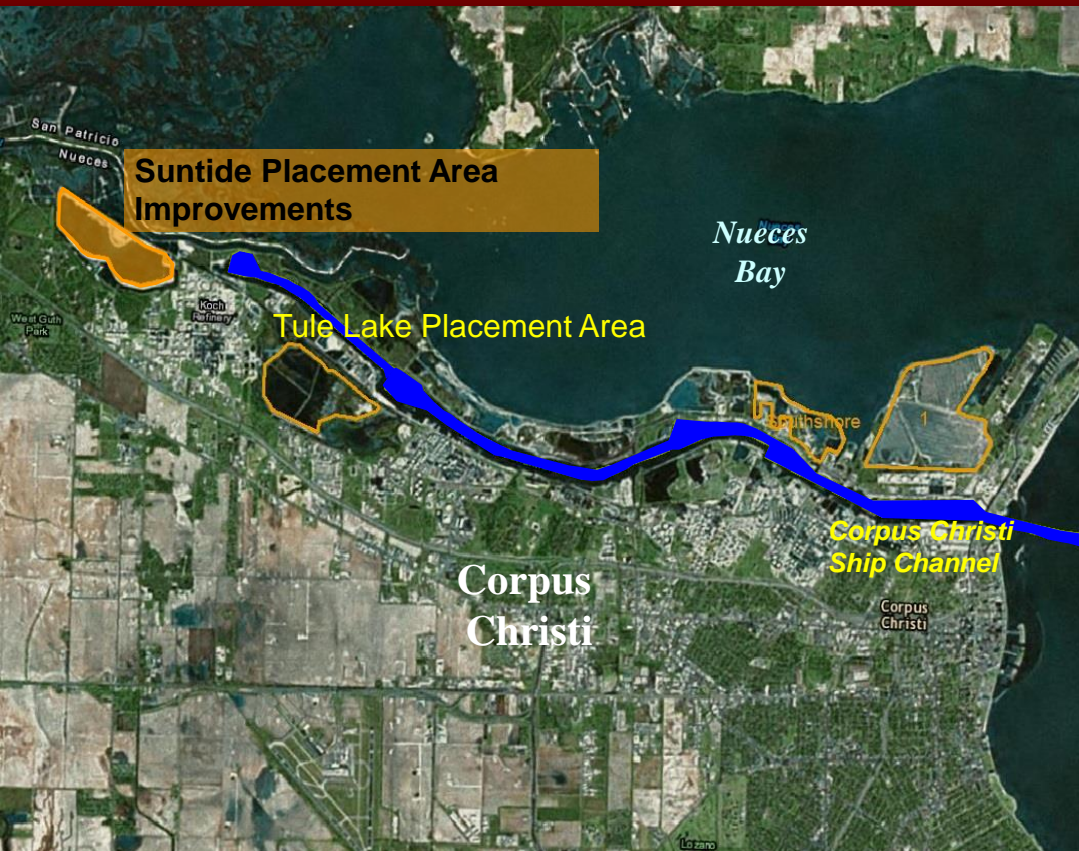 San Patricio
Nueces
Suntide Placement Area
Improvements
Nueces
Bay
Koch
Refinery
West Guth
Park
Tule Lake Placement Area
Southshore
1
Corpus Christi
Ship Channel
Corpus
Christi
Corpus
Christi
Lozano